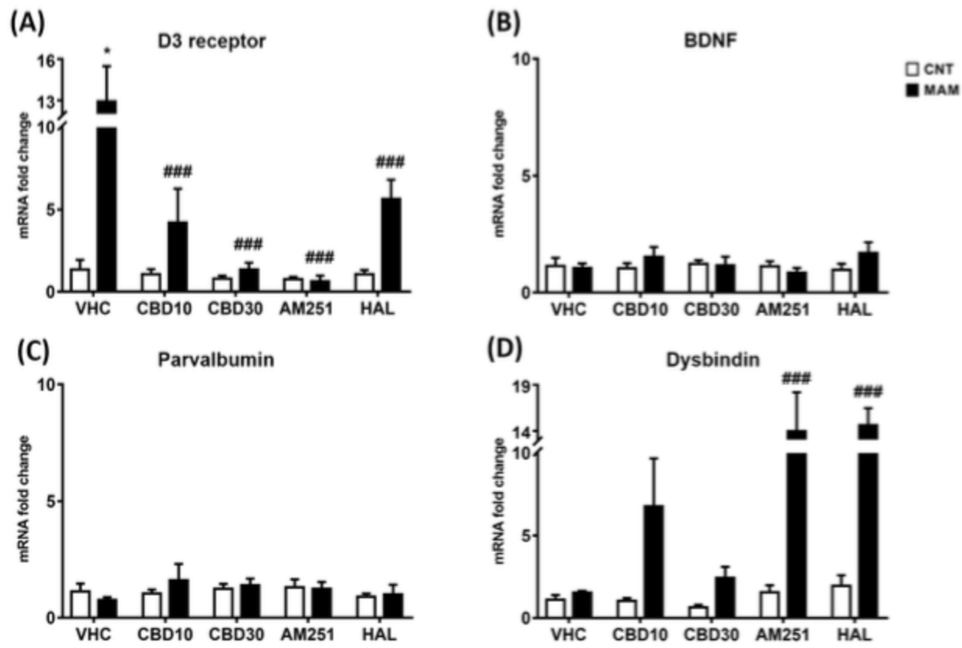 (A)
D3 receptor
mRNA fold change
16
13
10
5
0
*
###
###
###
###
VHC CBD10 CBD30 AM251 HAL
(B)
BDNF
CNT
MAM
mRNA fold change
10
5
0
VHC CBD10 CBD30 AM251 HAL
(C)
Parvalbumin
mRNA fold change
10
5
0
VHC CBD10 CBD30 AM251 HAL
(D)
Dysbindin
mRNA fold change
19
14
10
5
0
###
###
VHC CBD10 CBD30 AM251 HAL